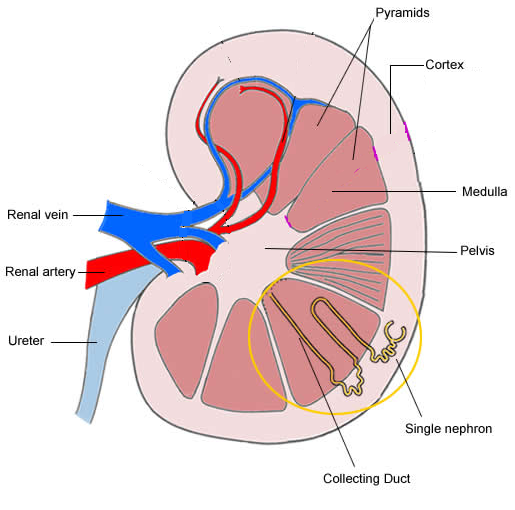 Pyramids
Cortex
Medulla
Renal vein
Pelvis
Renal artery
Ureter
Single nephron
Collecting Duct